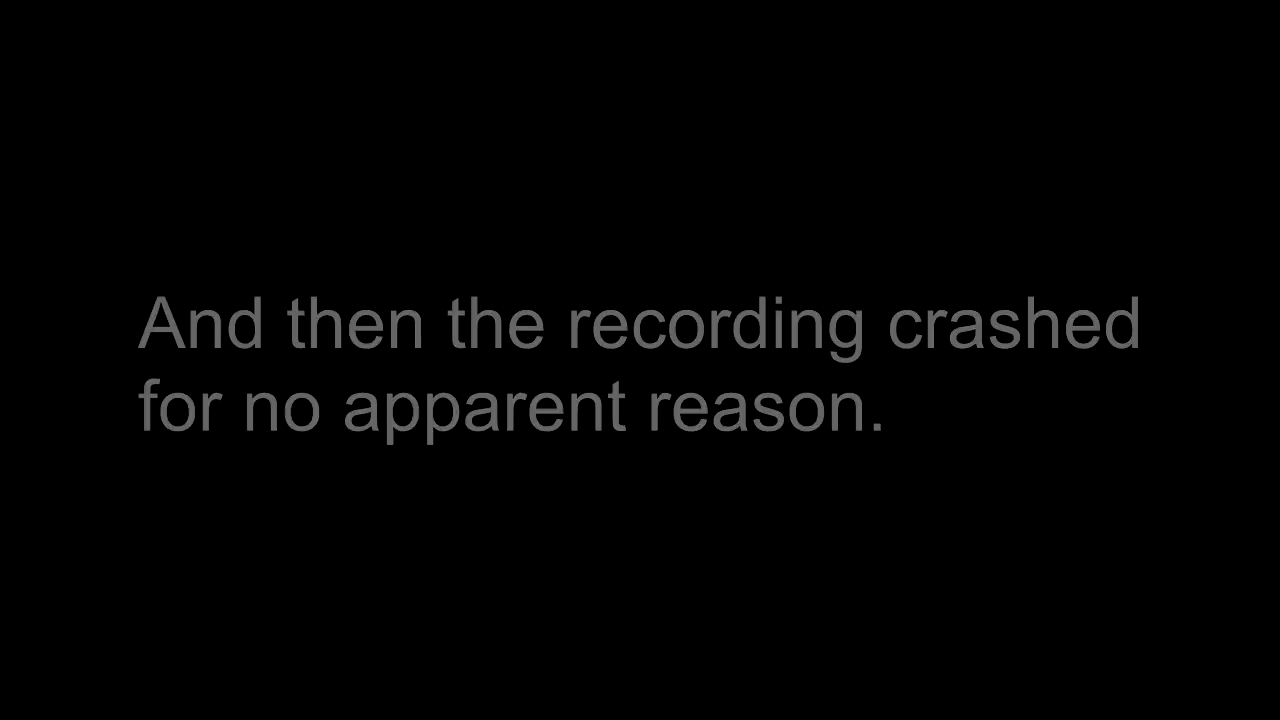 And then the recording crashed
for no apparent reason.